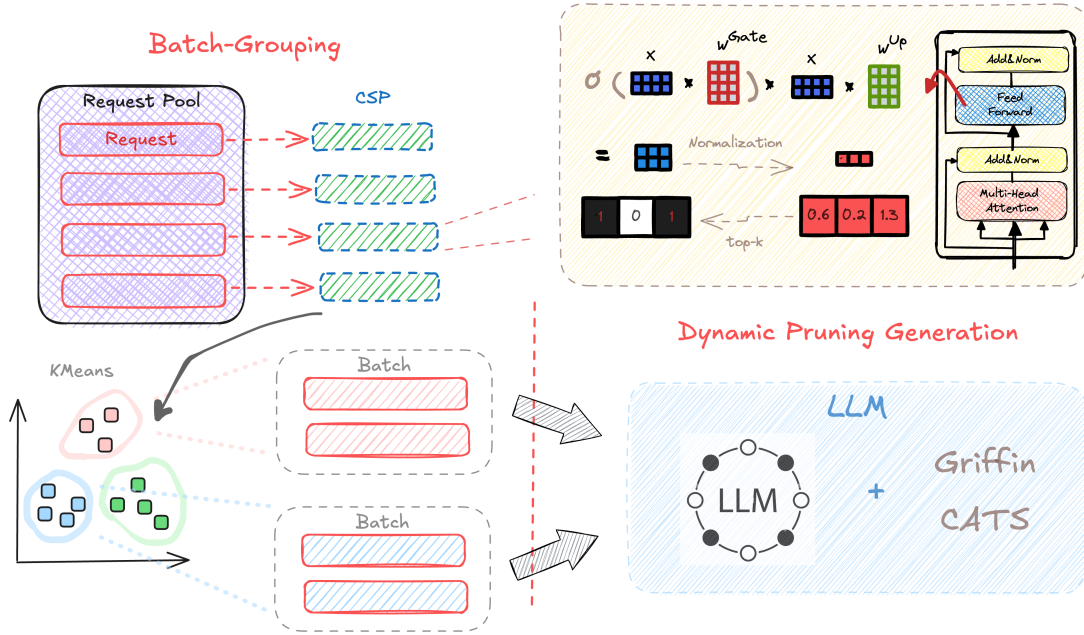 Batch-Grouping
Request Pool
CSP
Request
KMeans
Batch
Batch
x
W^Gate
x
W^Up
σ ( * ) * *
= Normalization
1 0 1
0.6 0.2 1.3
top-k
Add&Norm
Feed
Forward
Add&Norm
Multi-Head
Attention
Dynamic Pruning Generation
LLM
LLM
+
Griffin
CATS